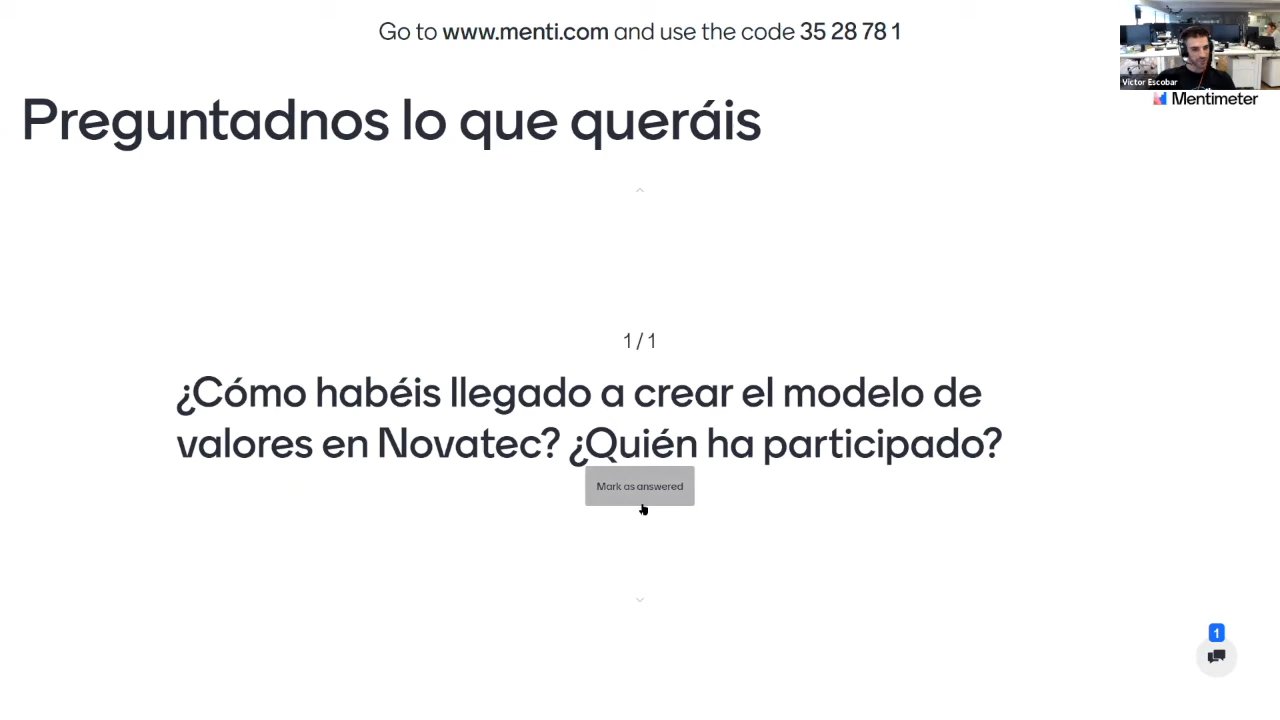 Go to www.menti.com and use the code 35 28 78 1
Victor Escobar
Mentimeter
Preguntadnos lo que queráis
1 / 1
¿Cómo habéis llegado a crear el modelo de
valores en Novatec? ¿Quién ha participado?
Mark as answered
1